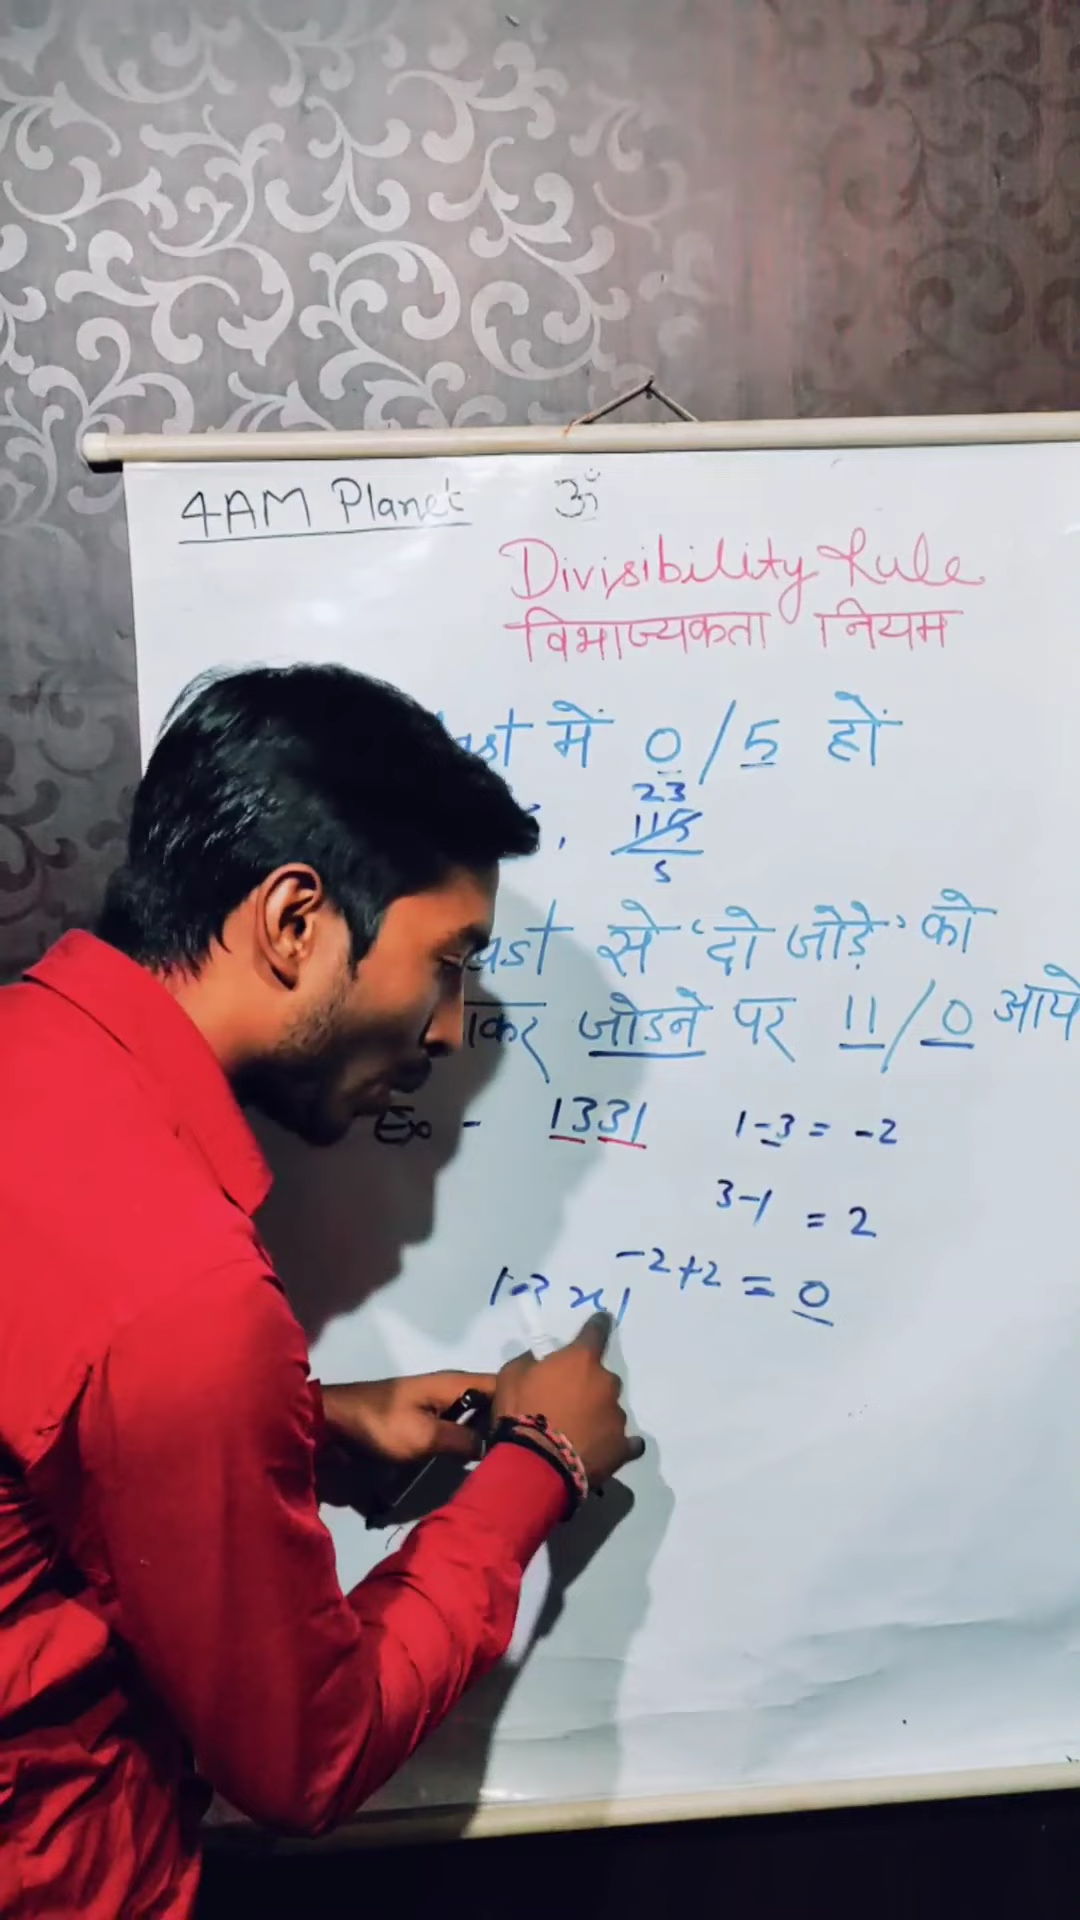 4AM Planet ॐ
Divisibility Rule
विभाज्यकता नियम
में 0/5 हों
23
115
5
से 'दो जोड़े' को
जोडने पर 11/0 आये
Ex - 1331 1-3 = -2
3-1 = 2
-2+2 = 0